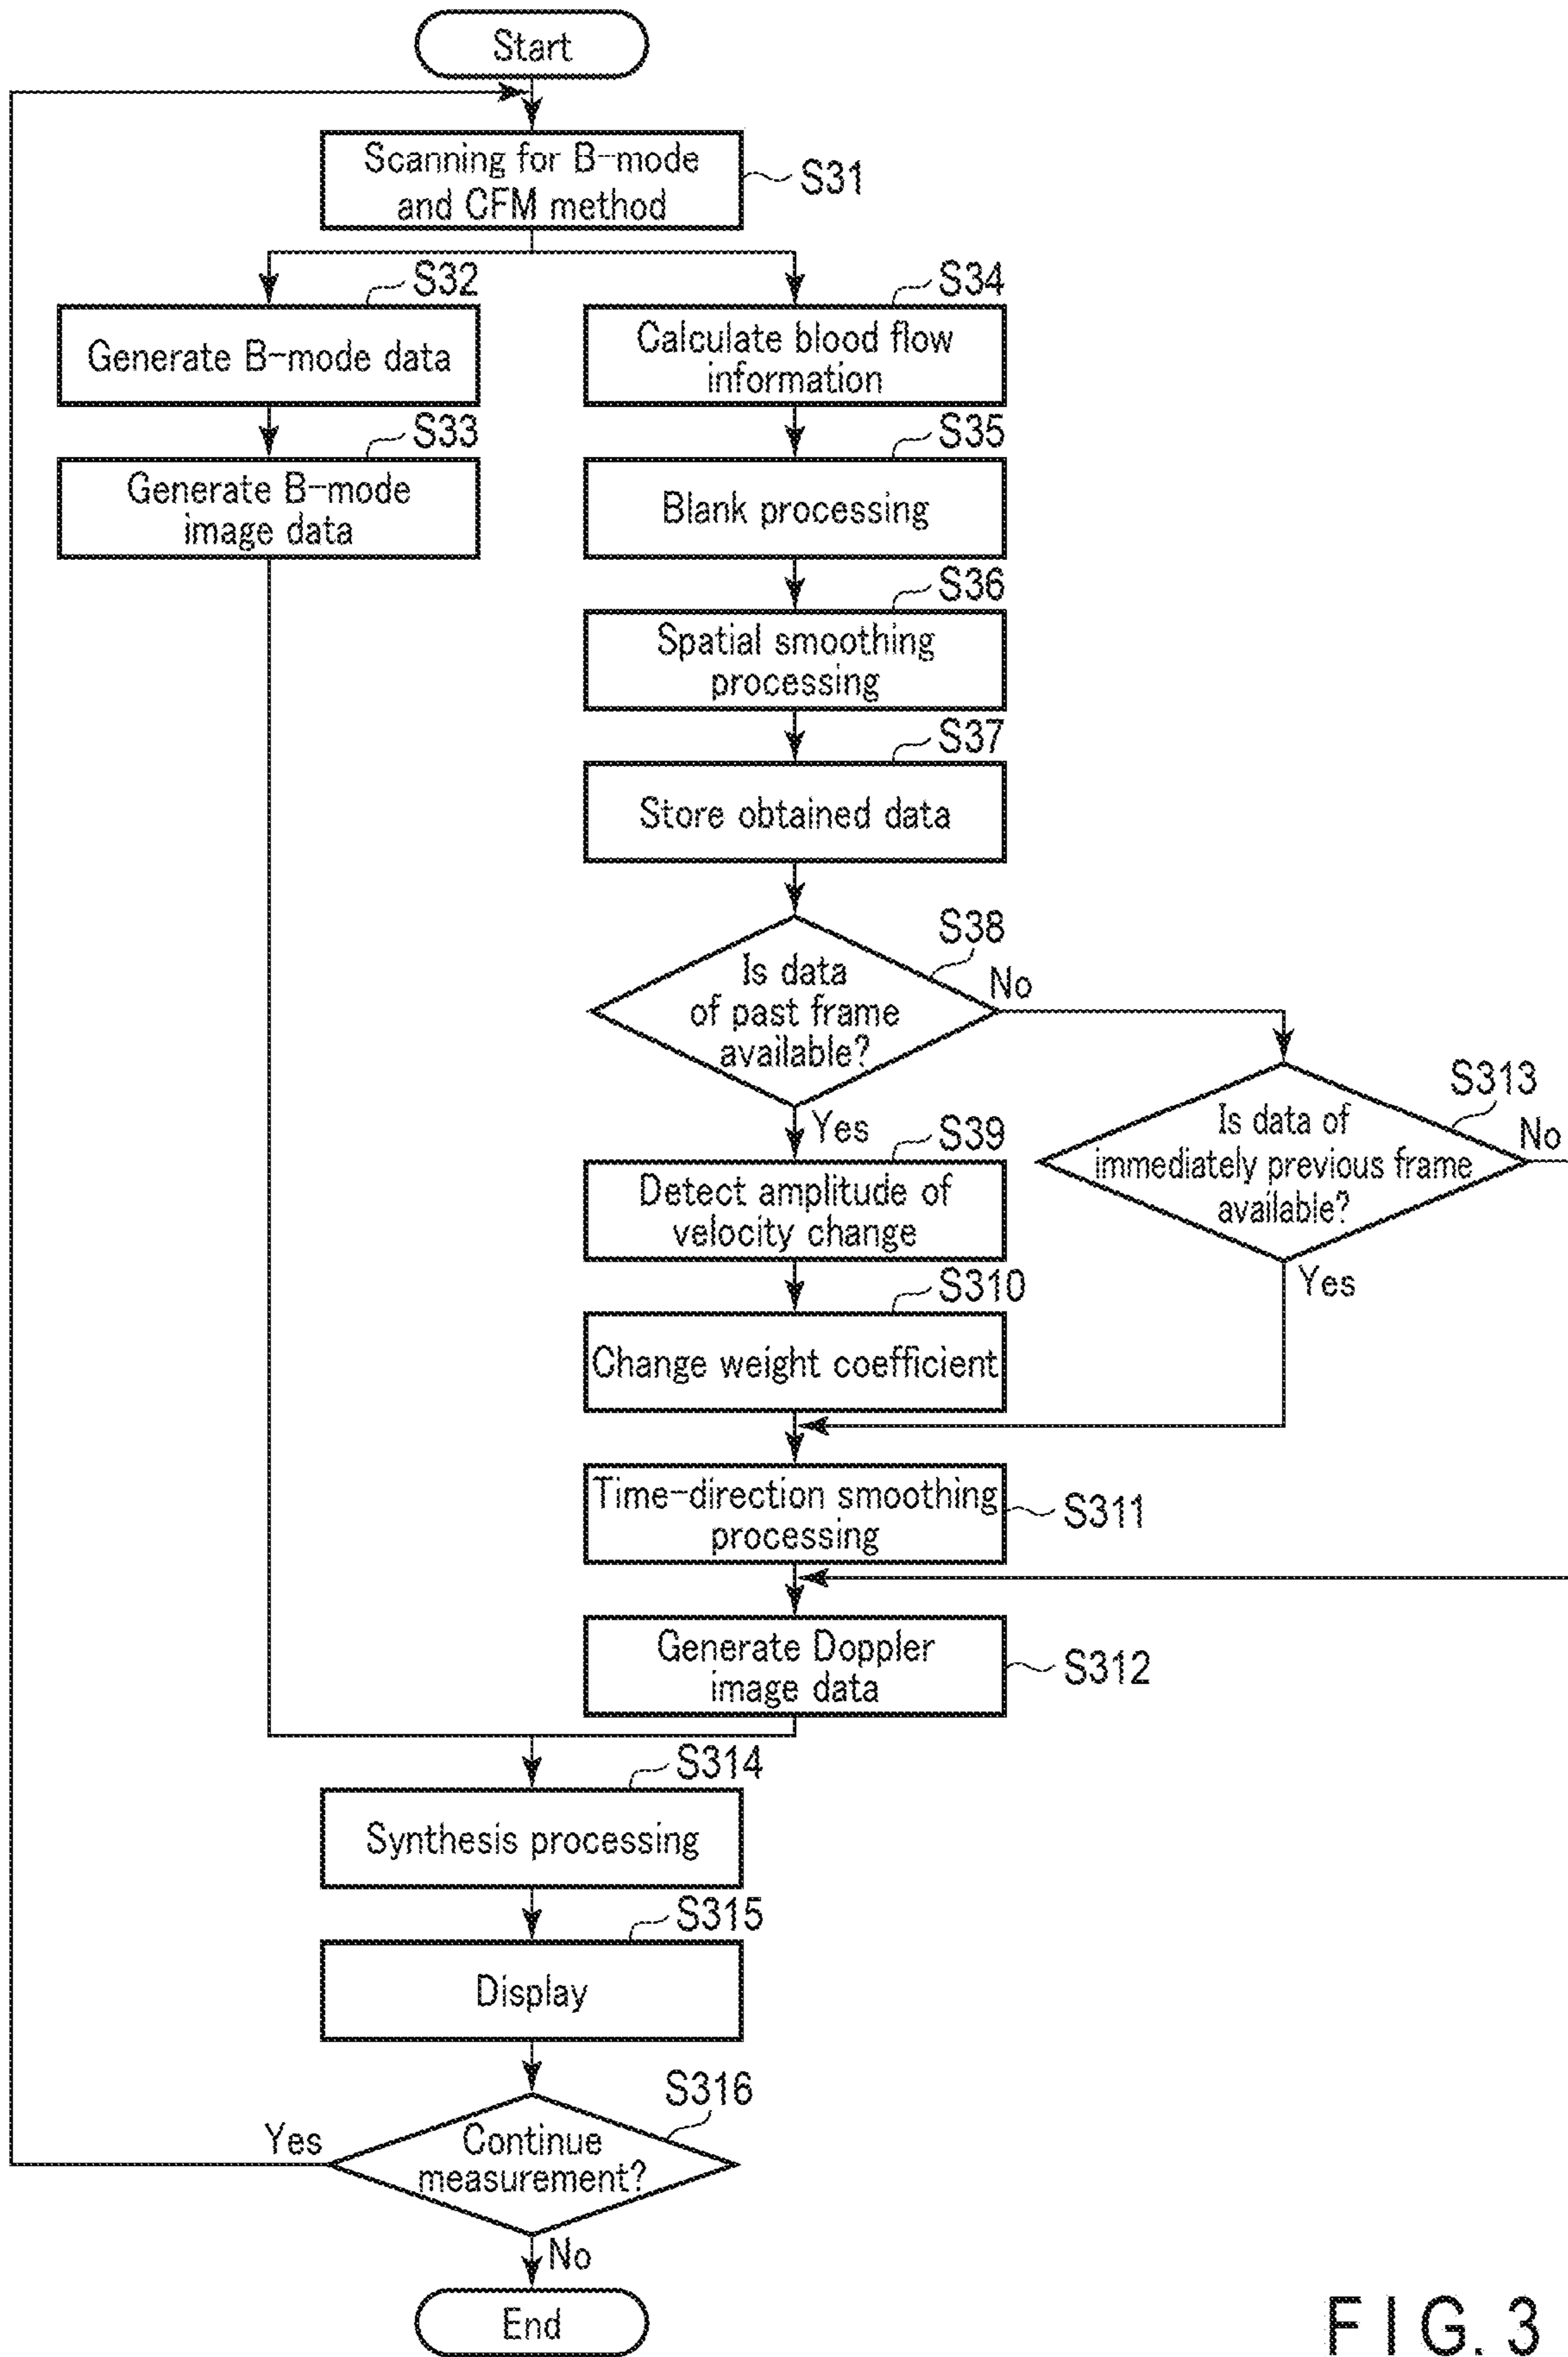 Start
Scanning for B-mode
and CFM method
S31
S32
Generate B-mode data
S33
Generate B-mode
image data
S34
Calculate blood flow
information
S35
Blank processing
S36
Spatial smoothing
processing
S37
Store obtained data
S38
Is data
of past frame
available?
No
Yes
S313
Is data of
immediately previous frame
available?
No
Yes
S39
Detect amplitude of
velocity change
S310
Change weight coefficient
Time-direction smoothing
processing
S311
Generate Doppler
image data
S312
S314
Synthesis processing
S315
Display
S316
Continue
measurement?
Yes
No
End
FIG. 3